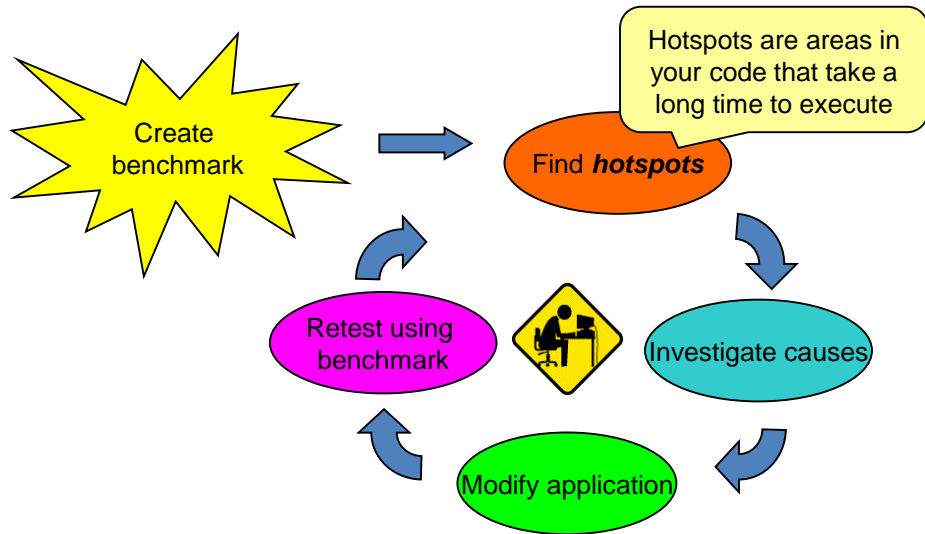 Hotspots are areas in
your code that take a
long time to execute
Create
benchmark
Find hotspots
Retest using
benchmark
Investigate causes
Modify application